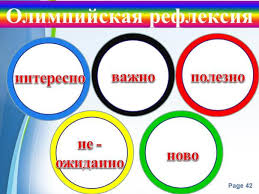 Олимпийская рефлексия
интересно
важно
полезно
не -
ожиданно
ново
Page 42